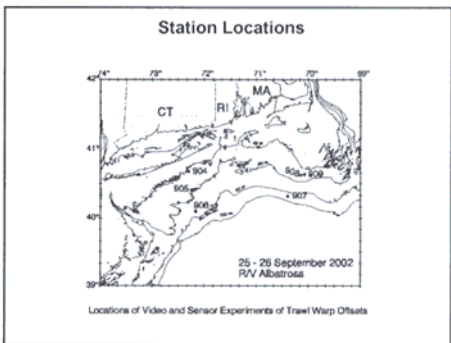 Station Locations
74° 73° 72° 71° 70° 69°
42°
MA
RI
CT
41°
904
908 909
905
907
906
40°
25 - 26 September 2002
R/V Albatross
39°
Locations of Video and Sensor Experiments of Trawl Warp Offsets